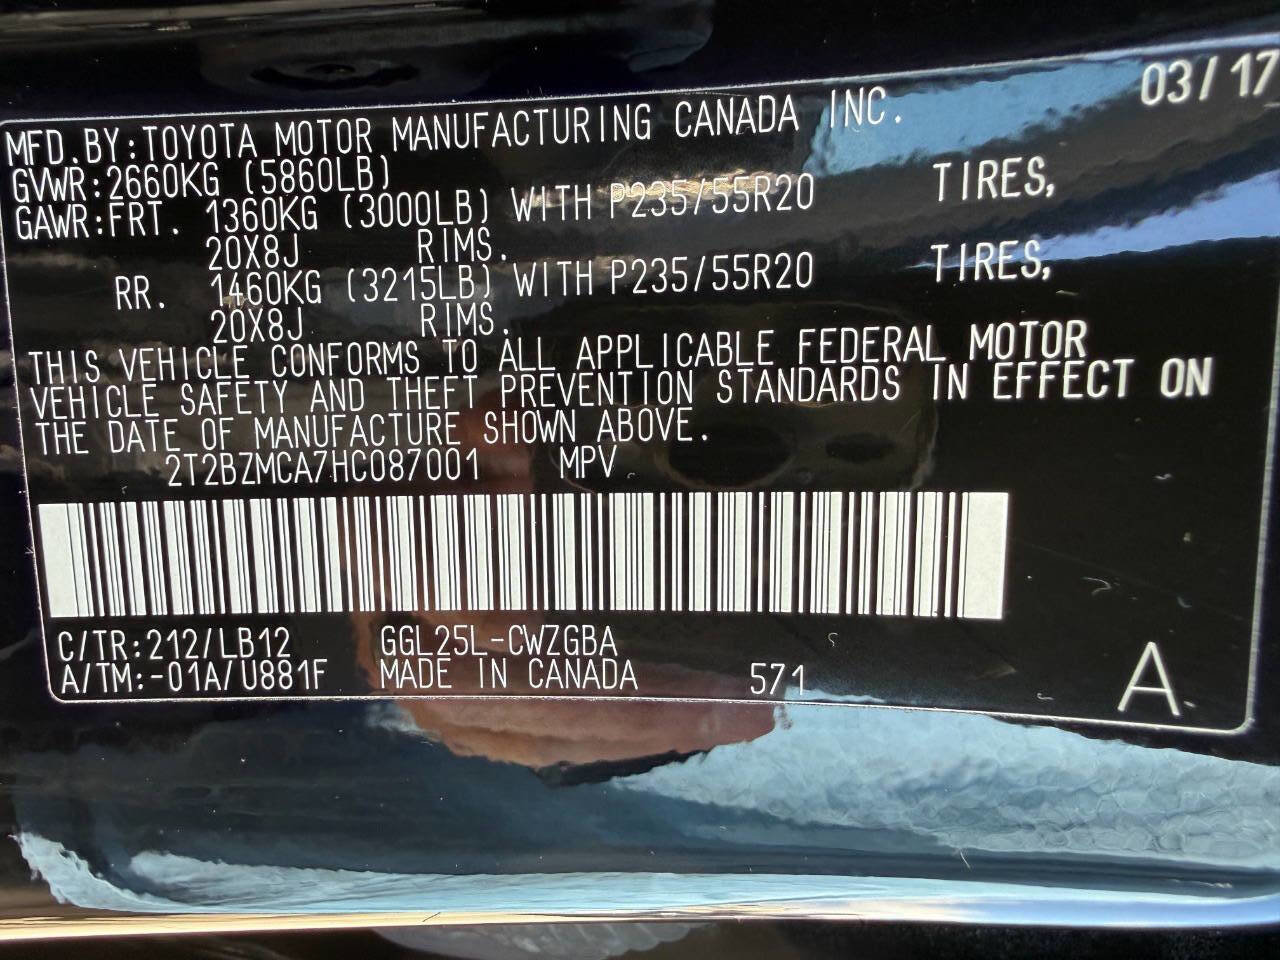 03/17
MFD.BY:TOYOTA MOTOR MANUFACTURING CANADA INC.
GVWR:2660KG (5860LB)
GAWR:FRT. 1360KG (3000LB) WITH P235/55R20 TIRES,
20X8J RIMS.
RR. 1460KG (3215LB) WITH P235/55R20 TIRES,
20X8J RIMS.
THIS VEHICLE CONFORMS TO ALL APPLICABLE FEDERAL MOTOR
VEHICLE SAFETY AND THEFT PREVENTION STANDARDS IN EFFECT ON
THE DATE OF MANUFACTURE SHOWN ABOVE.
2T2BZMCA7HC087001 MPV
C/TR:212/LB12 GGL25L-CWZGBA
A/TM:-01A/U881F MADE IN CANADA 571
A